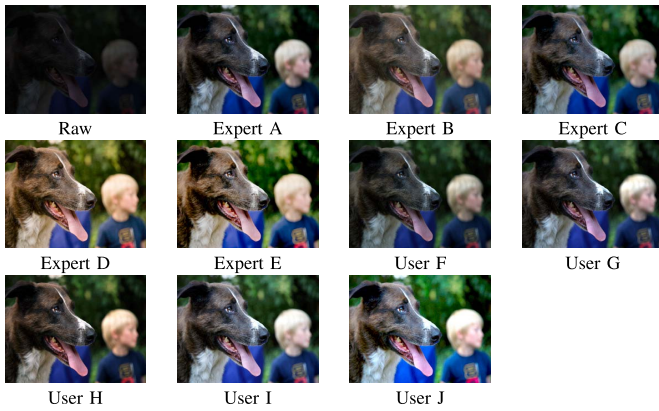 Raw Expert A Expert B Expert C
Expert D Expert E User F User G
User H User I User J